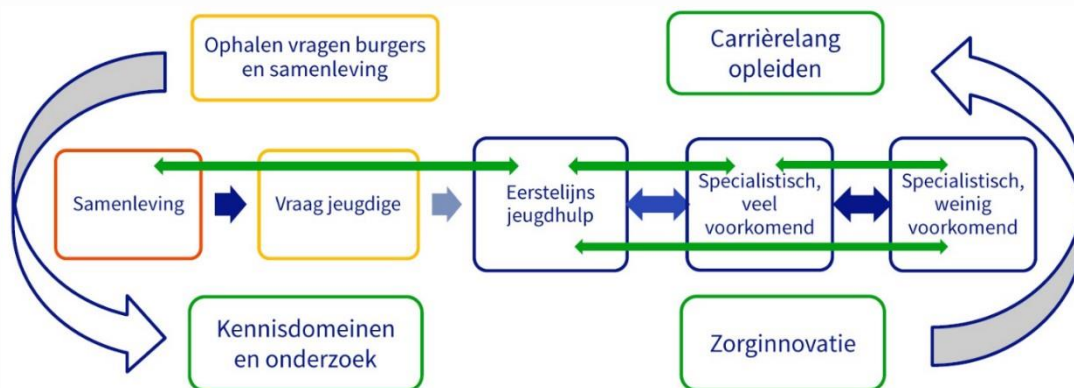 Ophalen vragen burgers
en samenleving
Carrièrelang
opleiden
Samenleving
Vraag jeugdige
Eerstelijns
jeugdhulp
Specialistisch,
veel
voorkomend
Specialistisch,
weinig
voorkomend
Kennisdomeinen
en onderzoek
Zorginnovatie